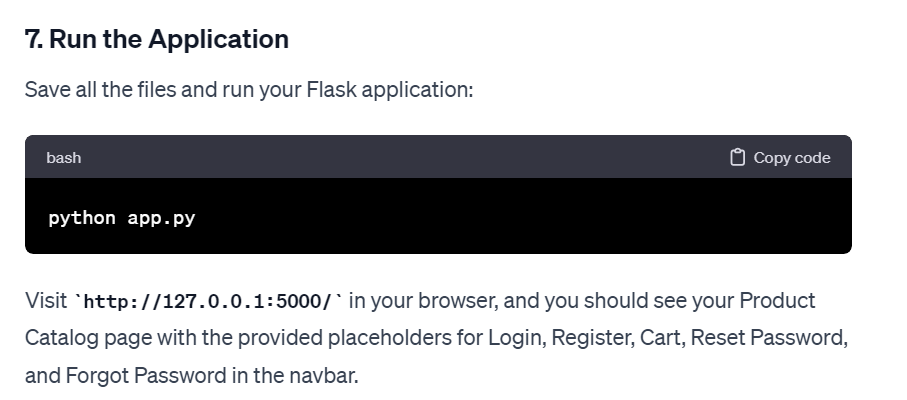 7. Run the Application
Save all the files and run your Flask application:
bash
Copy code
python app.py
Visit `http://127.0.0.1:5000/` in your browser, and you should see your Product
Catalog page with the provided placeholders for Login, Register, Cart, Reset Password,
and Forgot Password in the navbar.